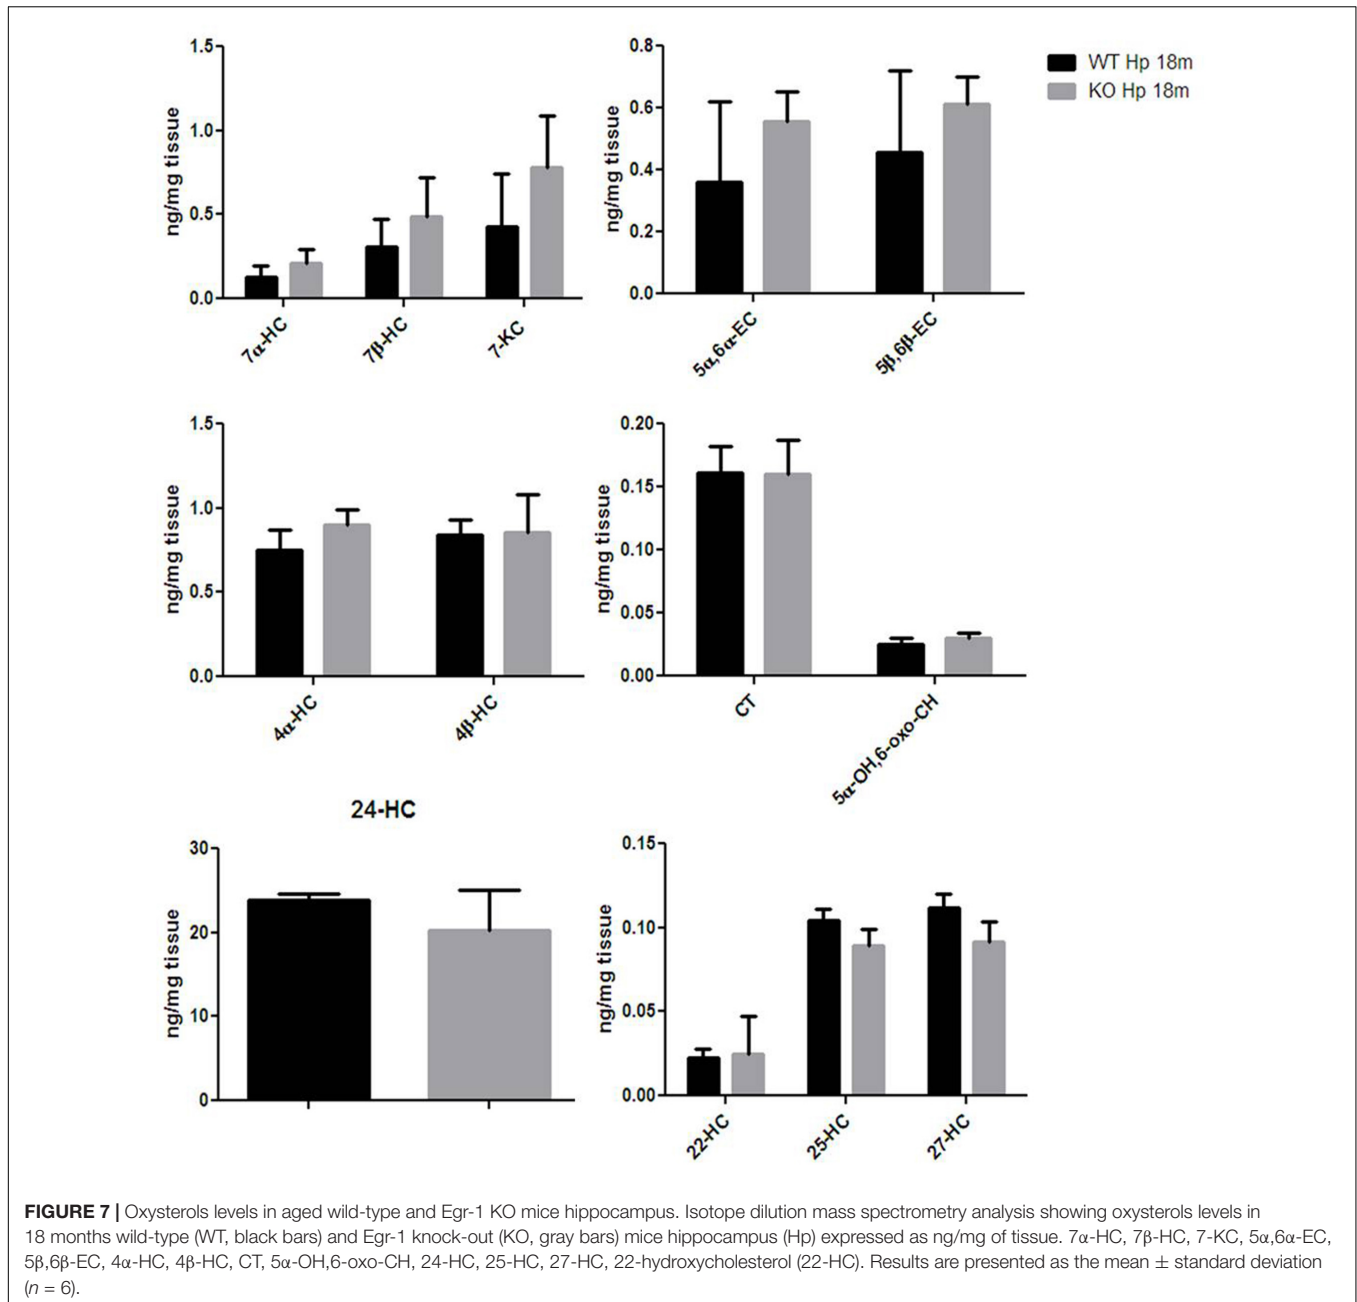 1.5
1.0
0.5
0.0
ng/mg tissue
7α-HC
7β-HC
7-KC
0.8
0.6
0.4
0.2
0.0
ng/mg tissue
5α,6α-EC
5β,6β-EC
WT Hp 18m
KO Hp 18m
1.5
1.0
0.5
0.0
ng/mg tissue
4α-HC
4β-HC
0.20
0.15
0.10
0.05
0.00
ng/mg tissue
CT
5α-OH,6-oxo-CH
24-HC
30
20
10
0
ng/mg tissue
0.15
0.10
0.05
0.00
ng/mg tissue
22-HC
25-HC
27-HC
FIGURE 7 | Oxysterols levels in aged wild-type and Egr-1 KO mice hippocampus. Isotope dilution mass spectrometry analysis showing oxysterols levels in
18 months wild-type (WT, black bars) and Egr-1 knock-out (KO, gray bars) mice hippocampus (Hp) expressed as ng/mg of tissue. 7α-HC, 7β-HC, 7-KC, 5α,6α-EC,
5β,6β-EC, 4α-HC, 4β-HC, CT, 5α-OH,6-oxo-CH, 24-HC, 25-HC, 27-HC, 22-hydroxycholesterol (22-HC). Results are presented as the mean ± standard deviation
(n = 6).